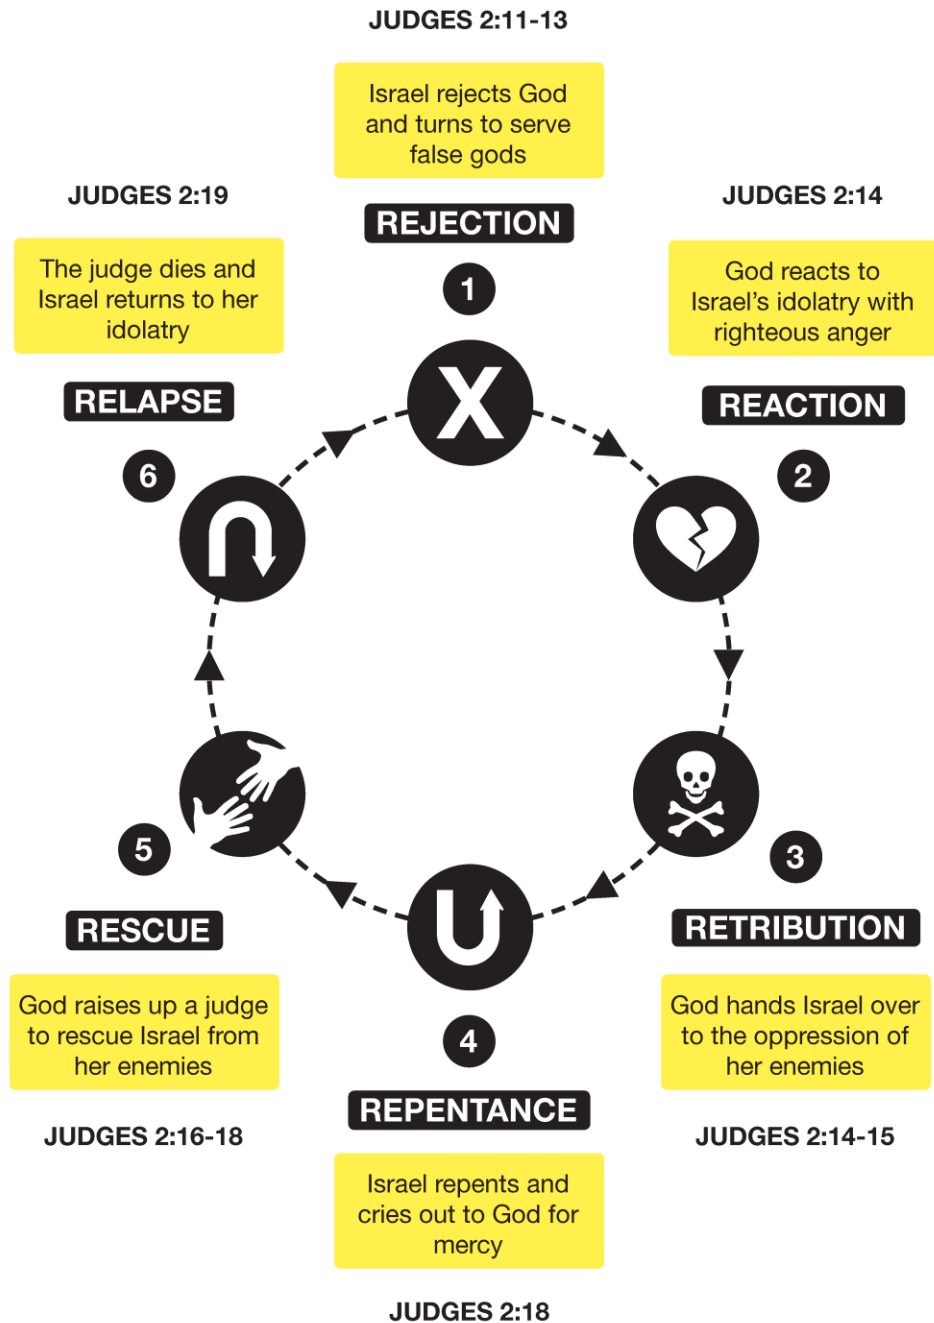 JUDGES 2:11-13
Israel rejects God
and turns to serve
false gods
REJECTION
1
X
JUDGES 2:14
God reacts to
Israel's idolatry with
righteous anger
REACTION
2
3
RETRIBUTION
God hands Israel over
to the oppression of
her enemies
JUDGES 2:14-15
4
REPENTANCE
Israel repents and
cries out to God for
mercy
JUDGES 2:18
5
RESCUE
God raises up a judge
to rescue Israel from
her enemies
JUDGES 2:16-18
JUDGES 2:19
The judge dies and
Israel returns to her
idolatry
RELAPSE
6